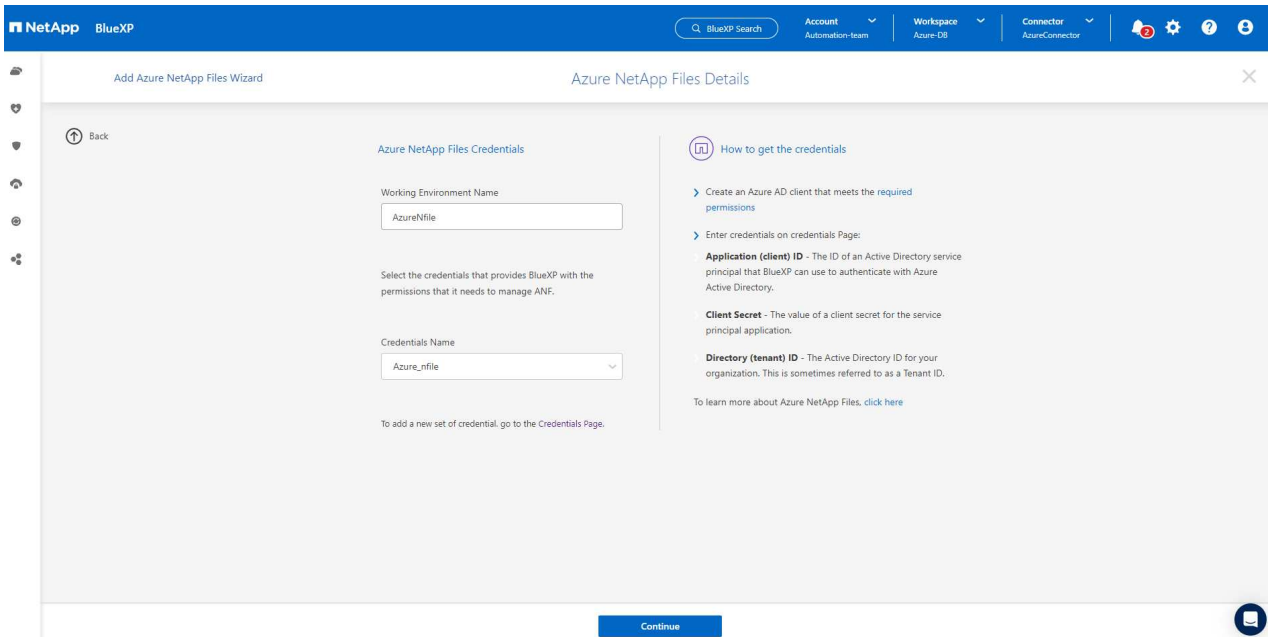 NetApp BlueXP
BlueXP Search
Account
Automation-team
Workspace
Azure-DB
Connector
AzureConnector
2
Add Azure NetApp Files Wizard
Azure NetApp Files Details
Back
Azure NetApp Files Credentials
Working Environment Name
AzureNfile
Select the credentials that provides BlueXP with the
permissions that it needs to manage ANF.
Credentials Name
Azure_nfile
To add a new set of credential. go to the Credentials Page.
How to get the credentials
Create an Azure AD client that meets the required
permissions
Enter credentials on credentials Page:
Application (client) ID - The ID of an Active Directory service
principal that BlueXP can use to authenticate with Azure
Active Directory.
Client Secret - The value of a client secret for the service
principal application.
Directory (tenant) ID - The Active Directory ID for your
organization. This is sometimes referred to as a Tenant ID.
To learn more about Azure NetApp Files, click here
Continue